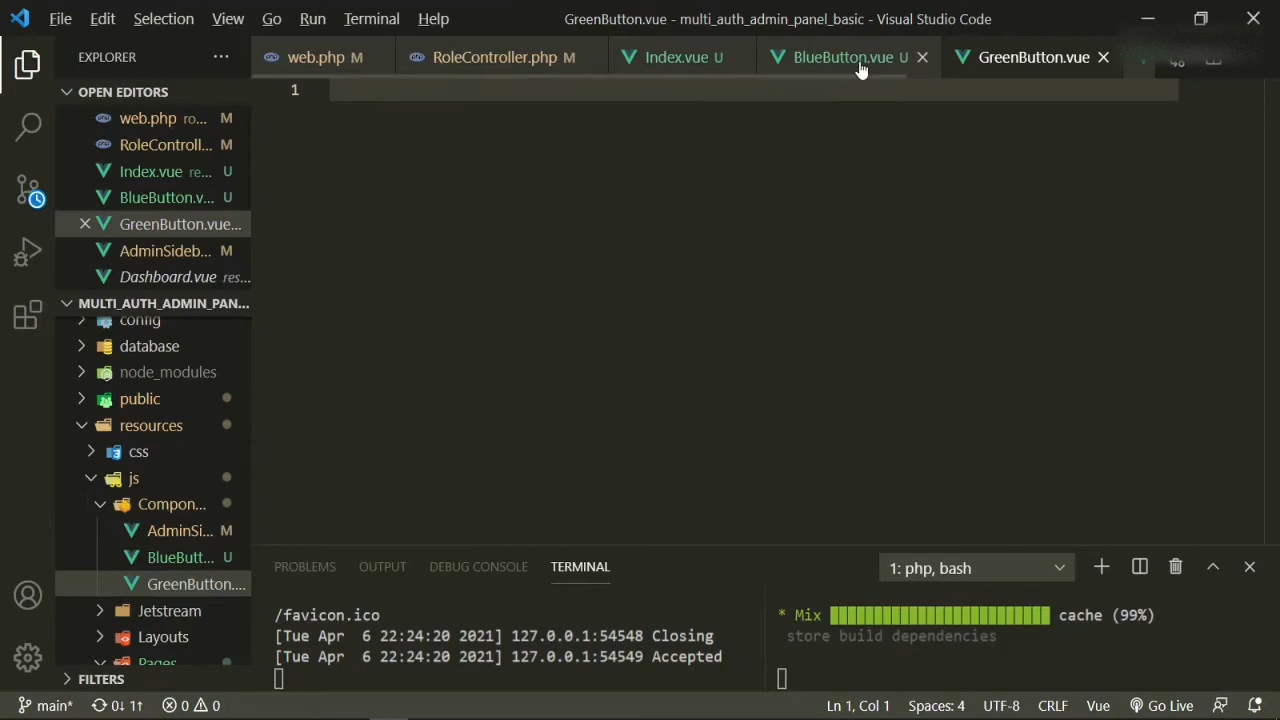 File Edit Selection View Go Run Terminal Help GreenButton.vue - multi_auth_admin_panel_basic - Visual Studio Code
EXPLORER ··· web.php M RoleController.php M Index.vue U BlueButton.vue U GreenButton.vue
OPEN EDITORS 1
web.php ro... M
RoleControll... M
Index.vue re... U
BlueButton.v... U
GreenButton.vue...
AdminSideb... M
Dashboard.vue res...
MULTI_AUTH_ADMIN_PAN...
config
database
node_modules
public
resources
css
js
Compon...
AdminSi... M
BlueButt... U
GreenButton....
Jetstream
Layouts
Pages
FILTERS
PROBLEMS OUTPUT DEBUG CONSOLE TERMINAL 1: php, bash
/favicon.ico
[Tue Apr  6 22:24:20 2021] 127.0.0.1:54548 Closing
[Tue Apr  6 22:24:20 2021] 127.0.0.1:54549 Accepted
* Mix cache (99%)
store build dependencies
main* 0↓ 1↑ 0 0 Ln 1, Col 1 Spaces: 4 UTF-8 CRLF Vue Go Live